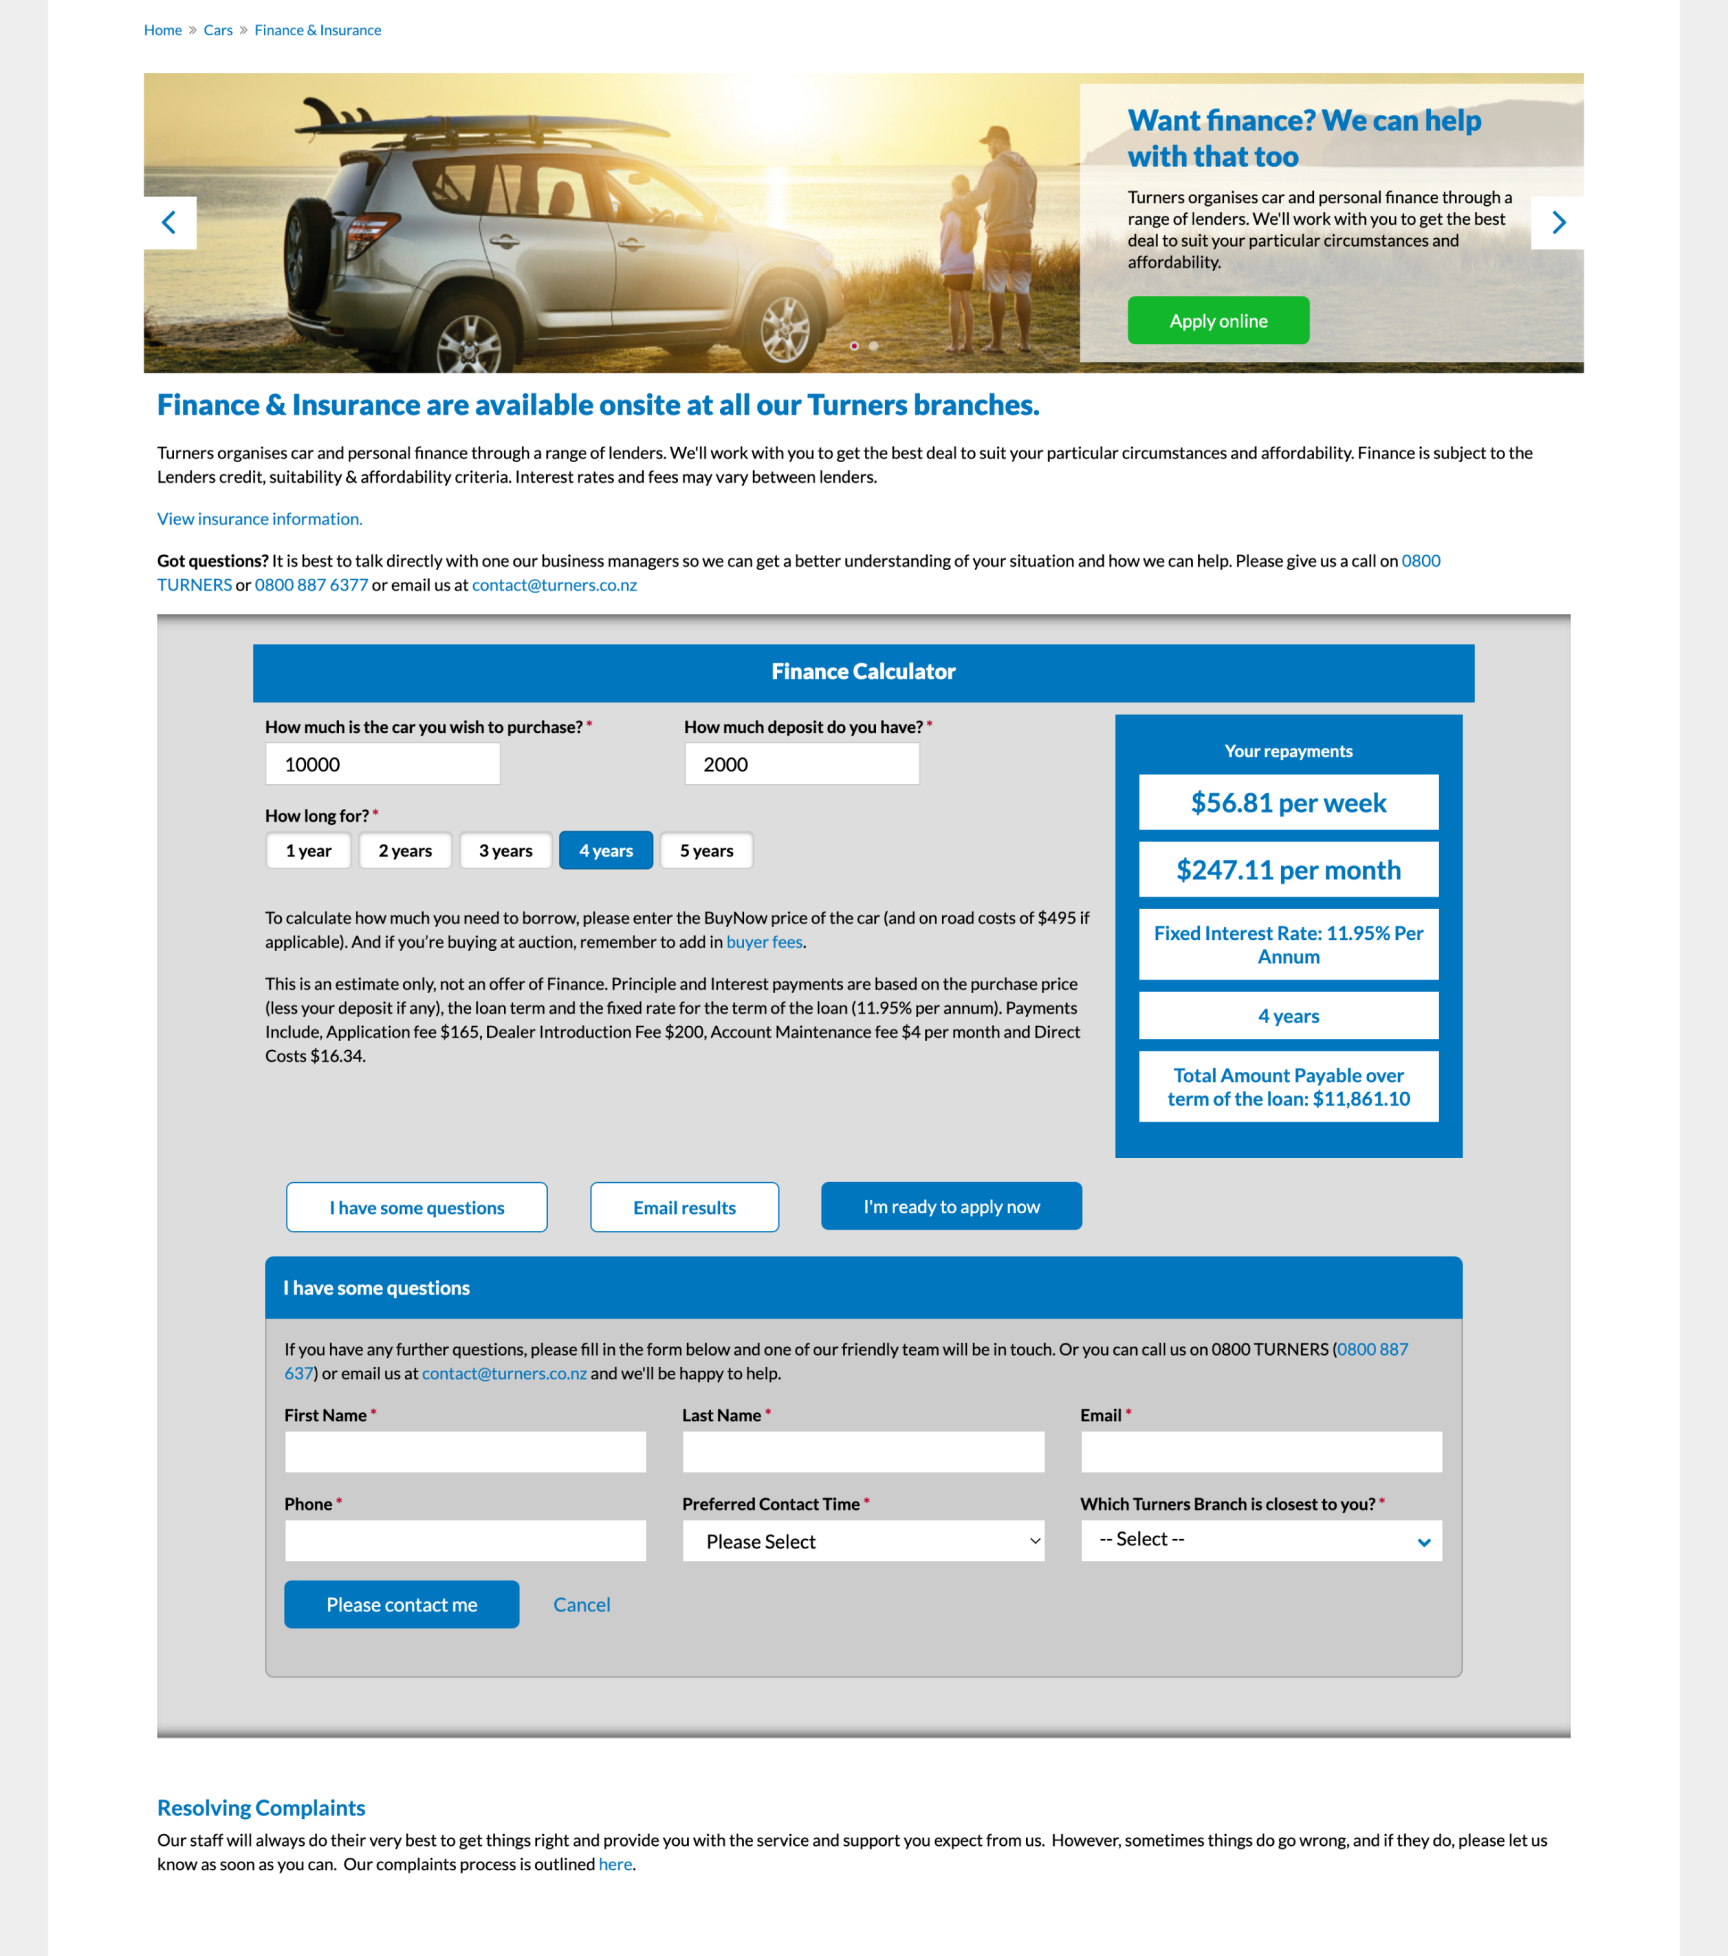 Home » Cars » Finance & Insurance
Want finance? We can help
with that too
Turners organises car and personal finance through a
range of lenders. We'll work with you to get the best
deal to suit your particular circumstances and
affordability.
Apply online
Finance & Insurance are available onsite at all our Turners branches.
Turners organises car and personal finance through a range of lenders. We'll work with you to get the best deal to suit your particular circumstances and affordability. Finance is subject to the
Lenders credit, suitability & affordability criteria. Interest rates and fees may vary between lenders.
View insurance information.
Got questions? It is best to talk directly with one our business managers so we can get a better understanding of your situation and how we can help. Please give us a call on 0800
TURNERS or 0800 887 6377 or email us at contact@turners.co.nz
Finance Calculator
How much is the car you wish to purchase? *
10000
How much deposit do you have? *
2000
How long for? *
1 year 2 years 3 years 4 years 5 years
To calculate how much you need to borrow, please enter the BuyNow price of the car (and on road costs of $495 if
applicable). And if you’re buying at auction, remember to add in buyer fees.
This is an estimate only, not an offer of Finance. Principle and Interest payments are based on the purchase price
(less your deposit if any), the loan term and the fixed rate for the term of the loan (11.95% per annum). Payments
Include, Application fee $165, Dealer Introduction Fee $200, Account Maintenance fee $4 per month and Direct
Costs $16.34.
Your repayments
$56.81 per week
$247.11 per month
Fixed Interest Rate: 11.95% Per
Annum
4 years
Total Amount Payable over
term of the loan: $11,861.10
I have some questions
Email results
I'm ready to apply now
I have some questions
If you have any further questions, please fill in the form below and one of our friendly team will be in touch. Or you can call us on 0800 TURNERS (0800 887
637) or email us at contact@turners.co.nz and we'll be happy to help.
First Name *
Last Name *
Email *
Phone *
Preferred Contact Time *
Please Select
Which Turners Branch is closest to you? *
-- Select --
Please contact me
Cancel
Resolving Complaints
Our staff will always do their very best to get things right and provide you with the service and support you expect from us.  However, sometimes things do go wrong, and if they do, please let us
know as soon as you can.  Our complaints process is outlined here.